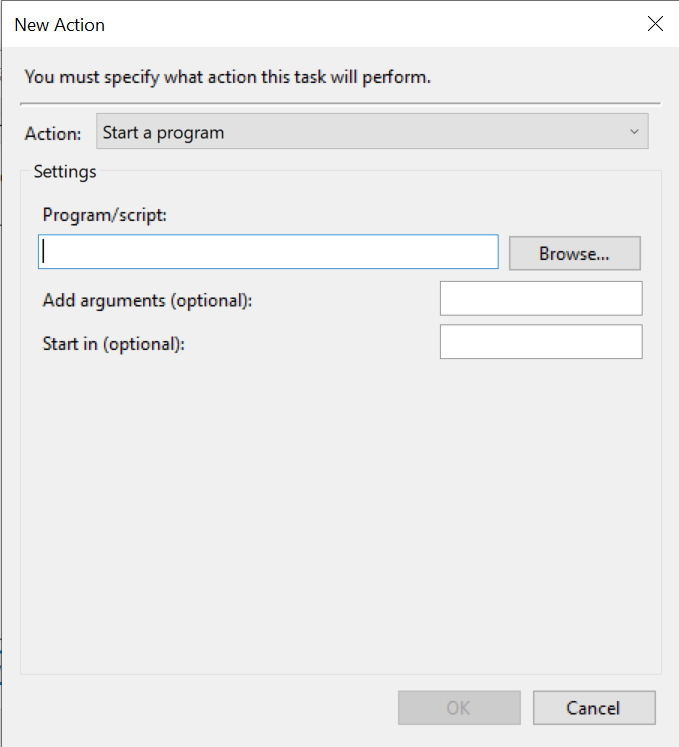 New Action
You must specify what action this task will perform.
Action: Start a program
Settings
Program/script:
Browse...
Add arguments (optional):
Start in (optional):
OK Cancel